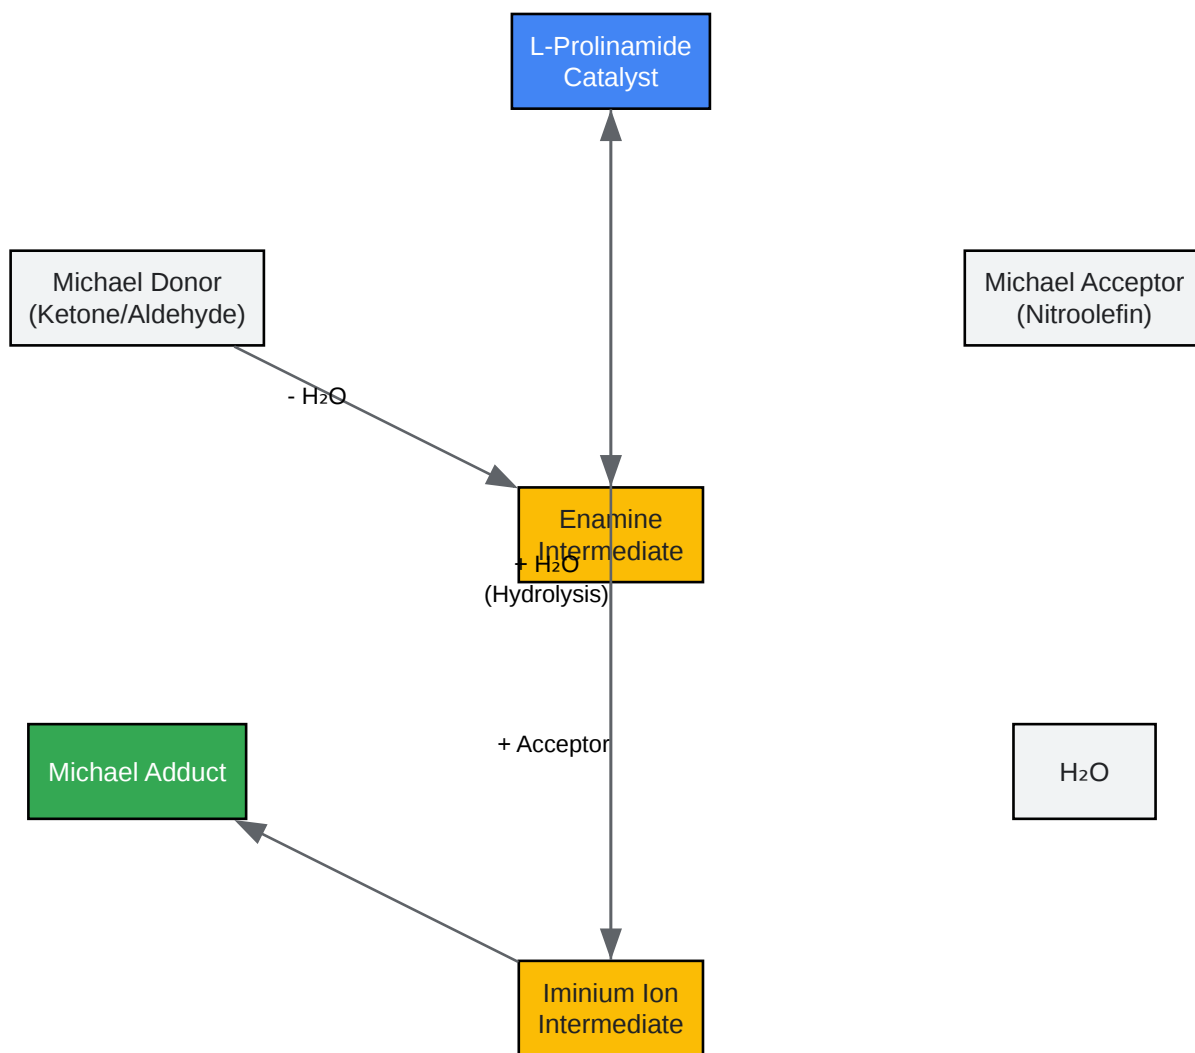 L-Prolinamide
Catalyst
Michael Donor
(Ketone/Aldehyde)
Michael Acceptor
(Nitroolefin)
- H₂O
Enamine
Intermediate
+ H₂O
(Hydrolysis)
+ Acceptor
Michael Adduct
H₂O
Iminium Ion
Intermediate